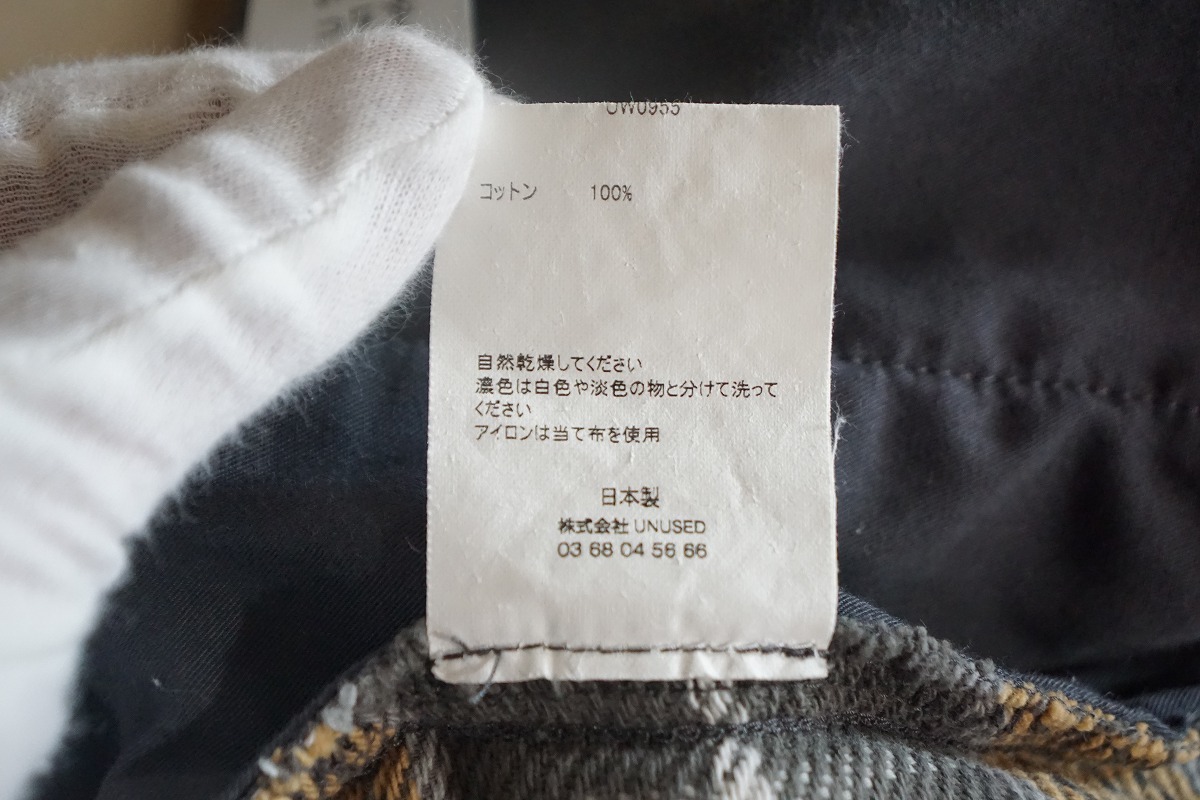 UW0955
コットン 100%
自然乾燥してください
濃色は白色や淡色の物と分けて洗って
ください
アイロンは当て布を使用
日本製
株式会社 UNUSED
03 68 04 56 66